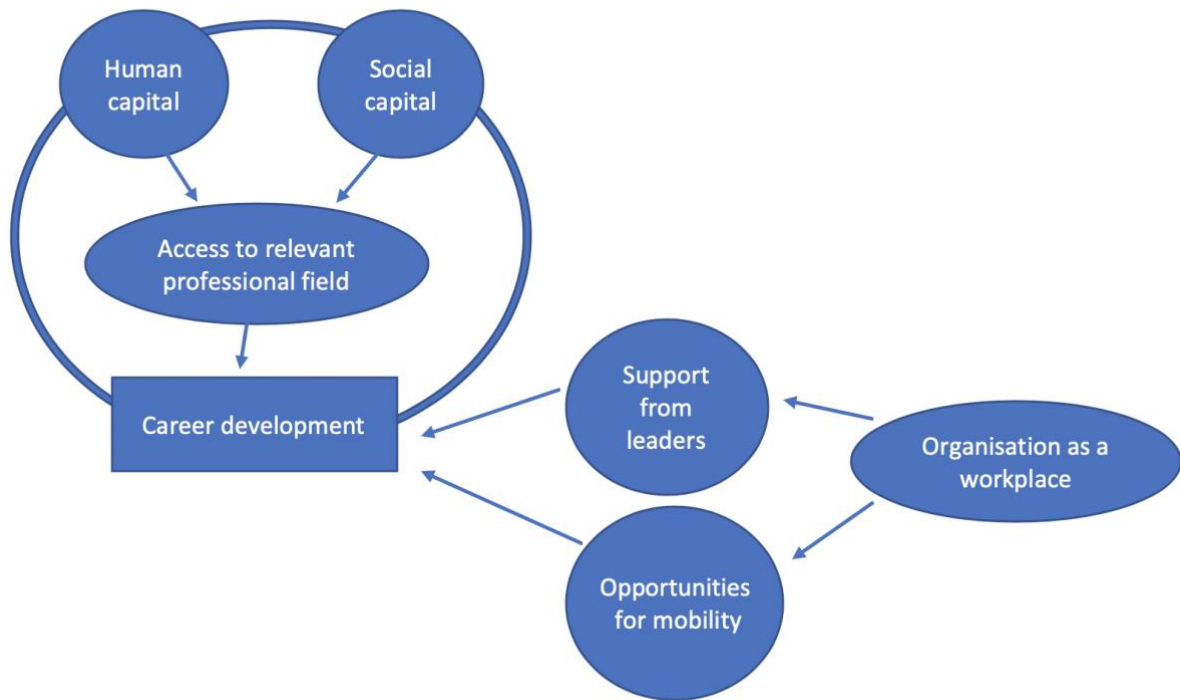 Human
capital
Social
capital
Access to relevant
professional field
Career development
Support
from
leaders
Organisation as a
workplace
Opportunities
for mobility